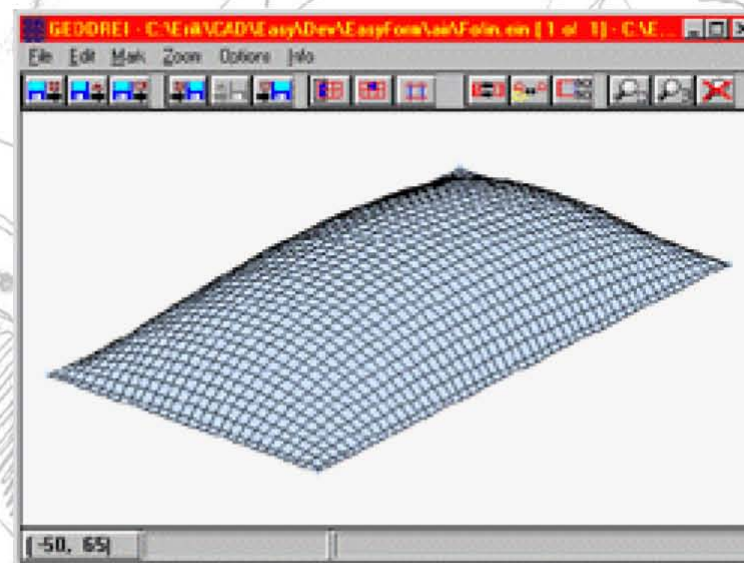 GEODREI - C:\Erik\CAD\Easy\Dev\EasyForm\air\Folin.ein [ 1 of 1] - C:\E...
File Edit Mark Zoom Options Info
(-50, 65)